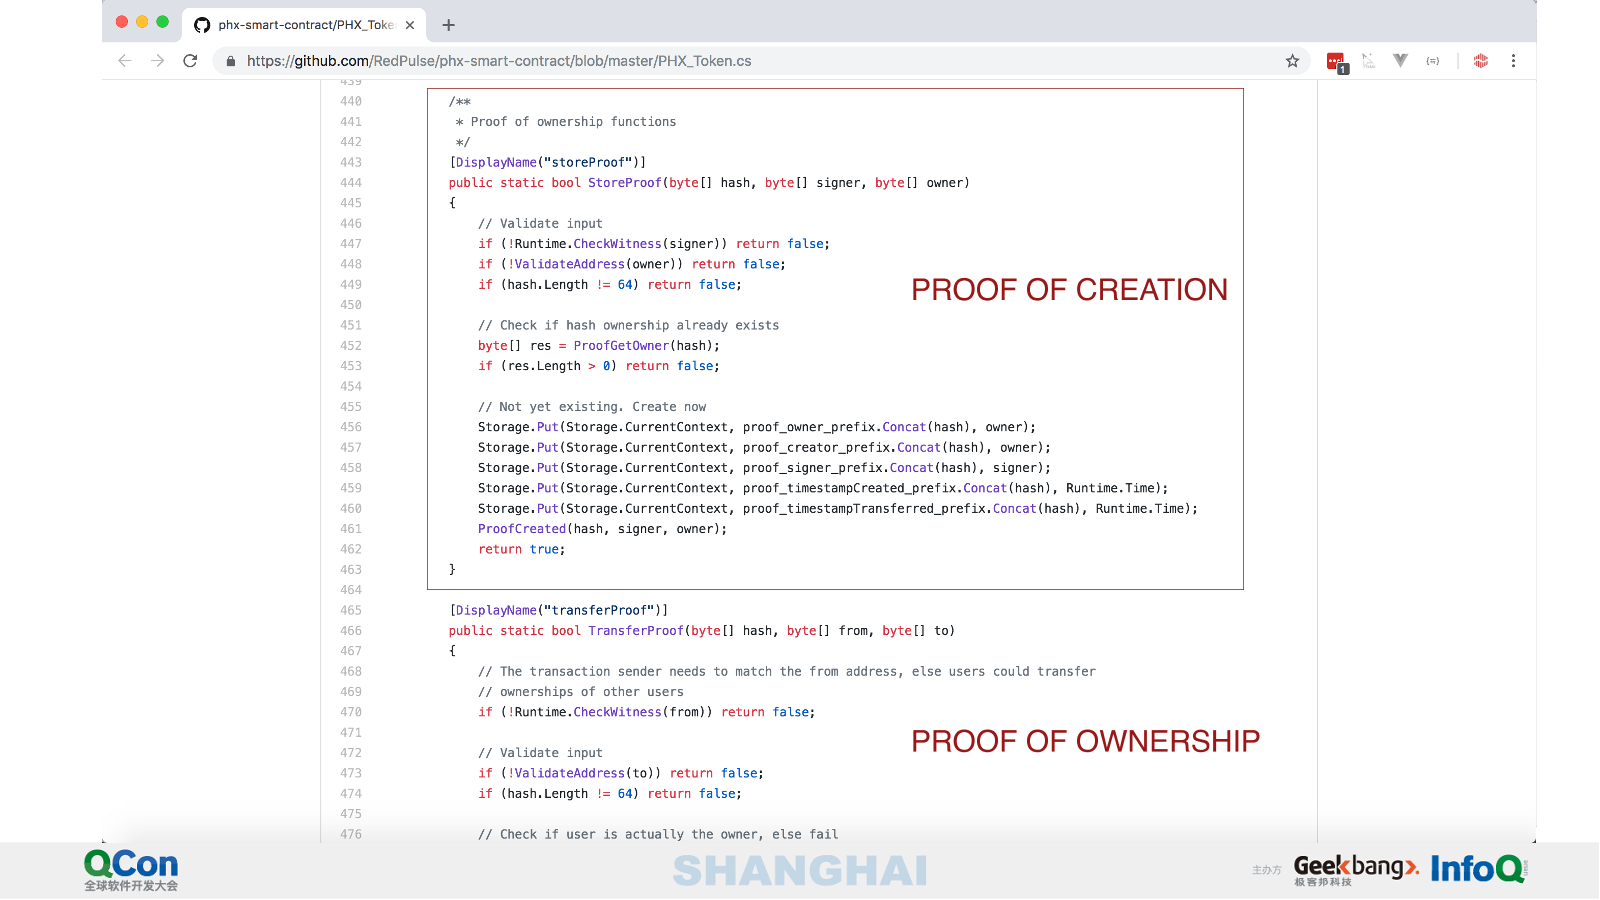 phx-smart-contract/PHX_Toke
https://github.com/RedPulse/phx-smart-contract/blob/master/PHX_Token.cs
1
439
440 /**
441 * Proof of ownership functions
442 */
443 [DisplayName("storeProof")]
444 public static bool StoreProof(byte[] hash, byte[] signer, byte[] owner)
445 {
446 // Validate input
447 if (!Runtime.CheckWitness(signer)) return false;
448 if (!ValidateAddress(owner)) return false;
449 if (hash.Length != 64) return false;
PROOF OF CREATION
450
451 // Check if hash ownership already exists
452 byte[] res = ProofGetOwner(hash);
453 if (res.Length > 0) return false;
454
455 // Not yet existing. Create now
456 Storage.Put(Storage.CurrentContext, proof_owner_prefix.Concat(hash), owner);
457 Storage.Put(Storage.CurrentContext, proof_creator_prefix.Concat(hash), owner);
458 Storage.Put(Storage.CurrentContext, proof_signer_prefix.Concat(hash), signer);
459 Storage.Put(Storage.CurrentContext, proof_timestampCreated_prefix.Concat(hash), Runtime.Time);
460 Storage.Put(Storage.CurrentContext, proof_timestampTransferred_prefix.Concat(hash), Runtime.Time);
461 ProofCreated(hash, signer, owner);
462 return true;
463 }
464
465 [DisplayName("transferProof")]
466 public static bool TransferProof(byte[] hash, byte[] from, byte[] to)
467 {
468 // The transaction sender needs to match the from address, else users could transfer
469 // ownerships of other users
470 if (!Runtime.CheckWitness(from)) return false;
471
PROOF OF OWNERSHIP
472 // Validate input
473 if (!ValidateAddress(to)) return false;
474 if (hash.Length != 64) return false;
475
476 // Check if user is actually the owner, else fail
QCon
全球软件开发大会
SHANGHAI
主办方
Geekbang>.
极客邦科技
InfoQ